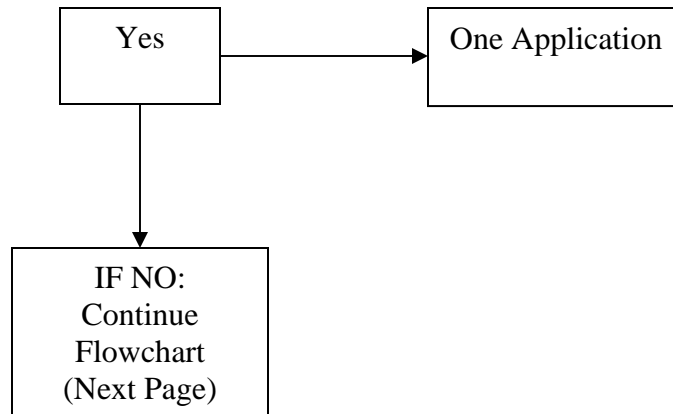 Yes
One Application
IF NO:
Continue
Flowchart
(Next Page)